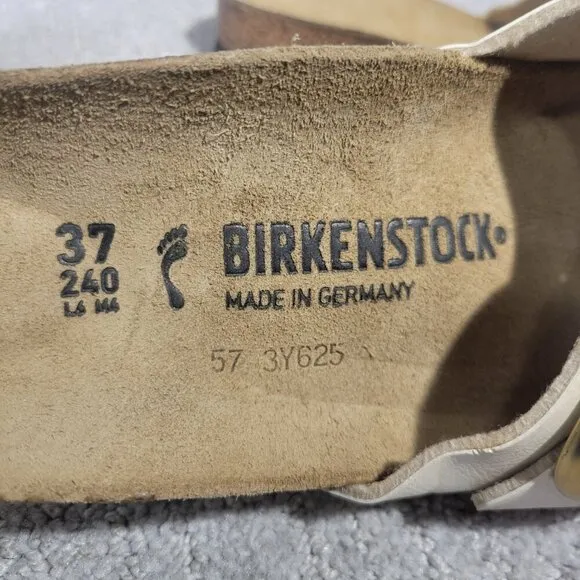 37
240
L6 M4
BIRKENSTOCK®
MADE IN GERMANY
57 3Y625